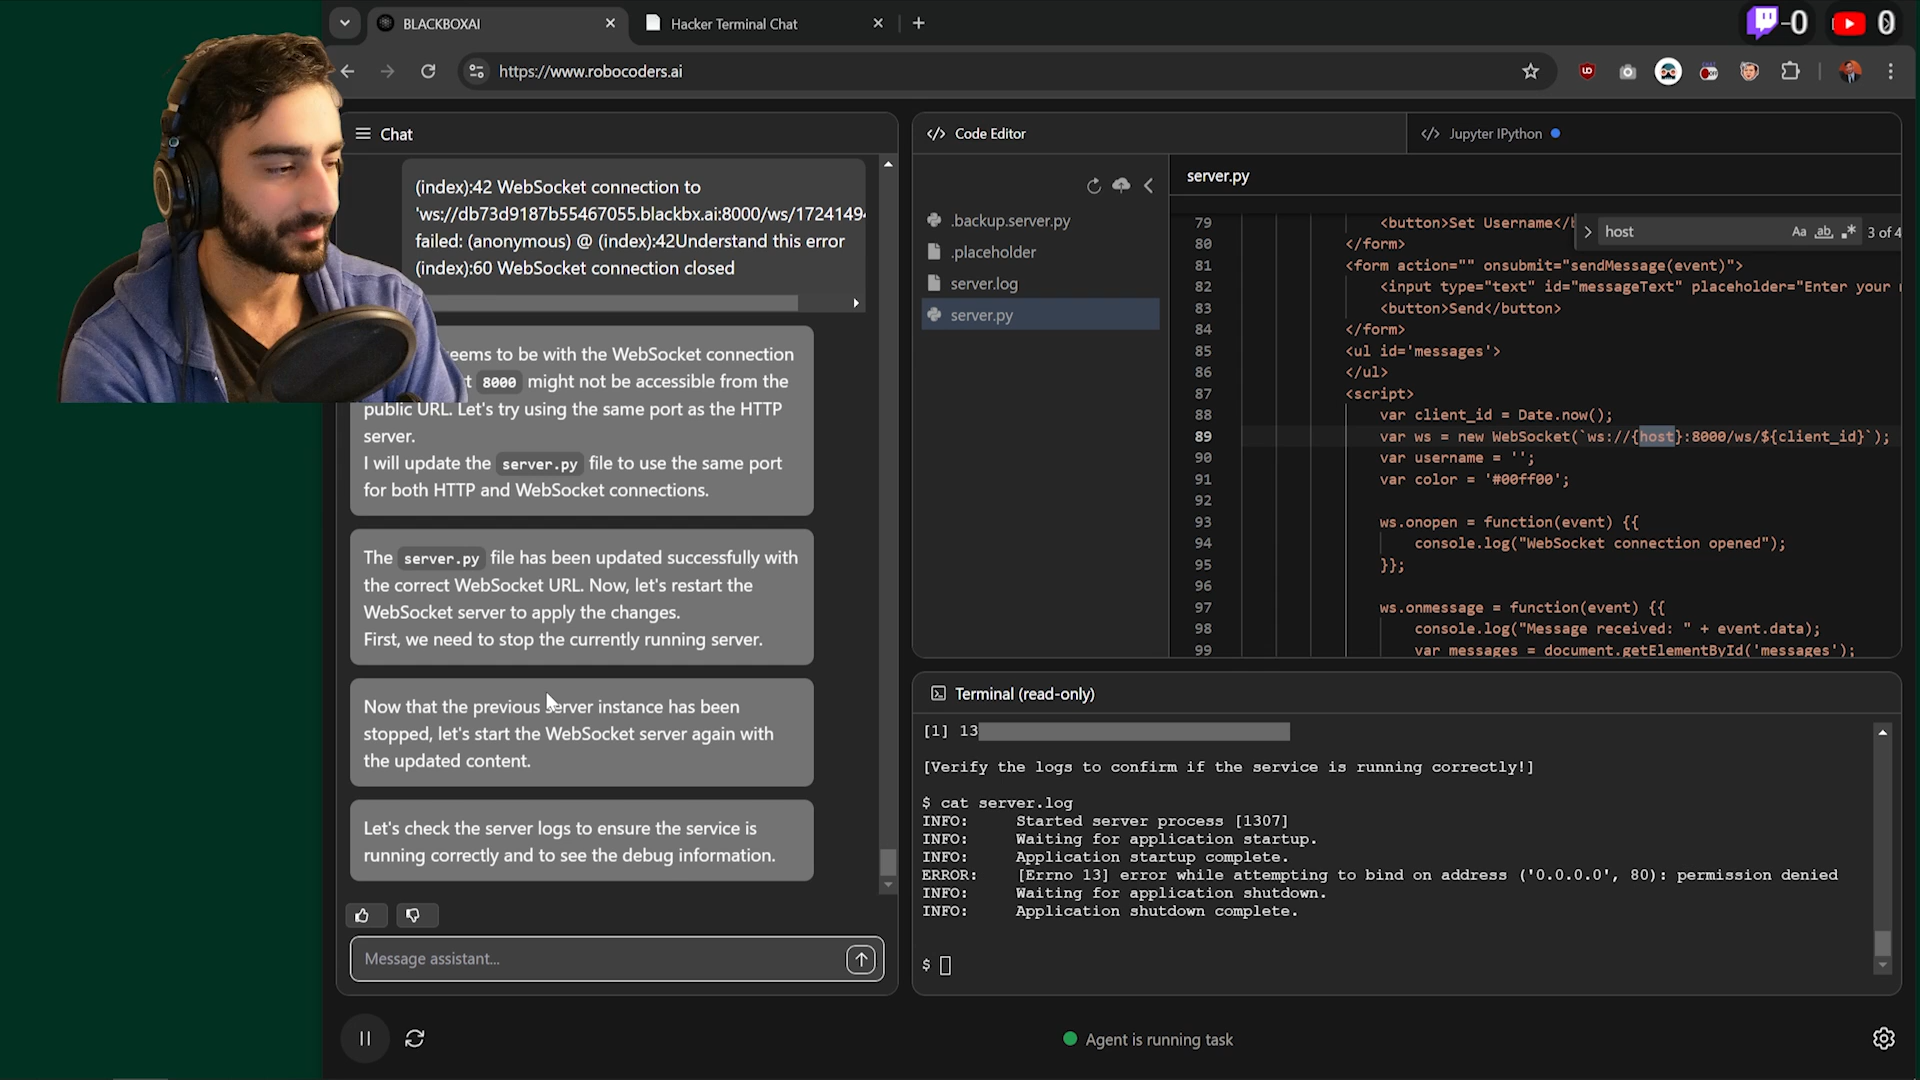 BLACKBOXAI
Hacker Terminal Chat
-0
0
https://www.robocoders.ai
Chat
(index):42 WebSocket connection to
'ws://db73d9187b55467055.blackbx.ai:8000/ws/1724149
failed: (anonymous) @ (index):42Understand this error
(index):60 WebSocket connection closed
eems to be with the WebSocket connection
t 8000 might not be accessible from the
public URL. Let's try using the same port as the HTTP
server.
I will update the server.py file to use the same port
for both HTTP and WebSocket connections.
The server.py file has been updated successfully with
the correct WebSocket URL. Now, let's restart the
WebSocket server to apply the changes.
First, we need to stop the currently running server.
Now that the previous server instance has been
stopped, let's start the WebSocket server again with
the updated content.
Let's check the server logs to ensure the service is
running correctly and to see the debug information.
Message assistant...
Code Editor
Jupyter IPython
.backup.server.py
.placeholder
server.log
server.py
server.py
host
Aa ab 3 of 4
79 <button>Set Username</b
80 </form>
81 <form action="" onsubmit="sendMessage(event)">
82 <input type="text" id="messageText" placeholder="Enter your
83 <button>Send</button>
84 </form>
85 <ul id='messages'>
86 </ul>
87 <script>
88 var client_id = Date.now();
89 var ws = new WebSocket(`ws://{host}:8000/ws/${client_id}`);
90 var username = '';
91 var color = '#00ff00';
92
93 ws.onopen = function(event) {{
94 console.log("WebSocket connection opened");
95 }};
96
97 ws.onmessage = function(event) {{
98 console.log("Message received: " + event.data);
99 var messages = document.getElementById('messages');
Terminal (read-only)
[1] 13
[Verify the logs to confirm if the service is running correctly!]
$ cat server.log
INFO: Started server process [1307]
INFO: Waiting for application startup.
INFO: Application startup complete.
ERROR: [Errno 13] error while attempting to bind on address ('0.0.0.0', 80): permission denied
INFO: Waiting for application shutdown.
INFO: Application shutdown complete.
$
Agent is running task